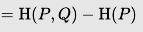 = H(P, Q) − H(P)